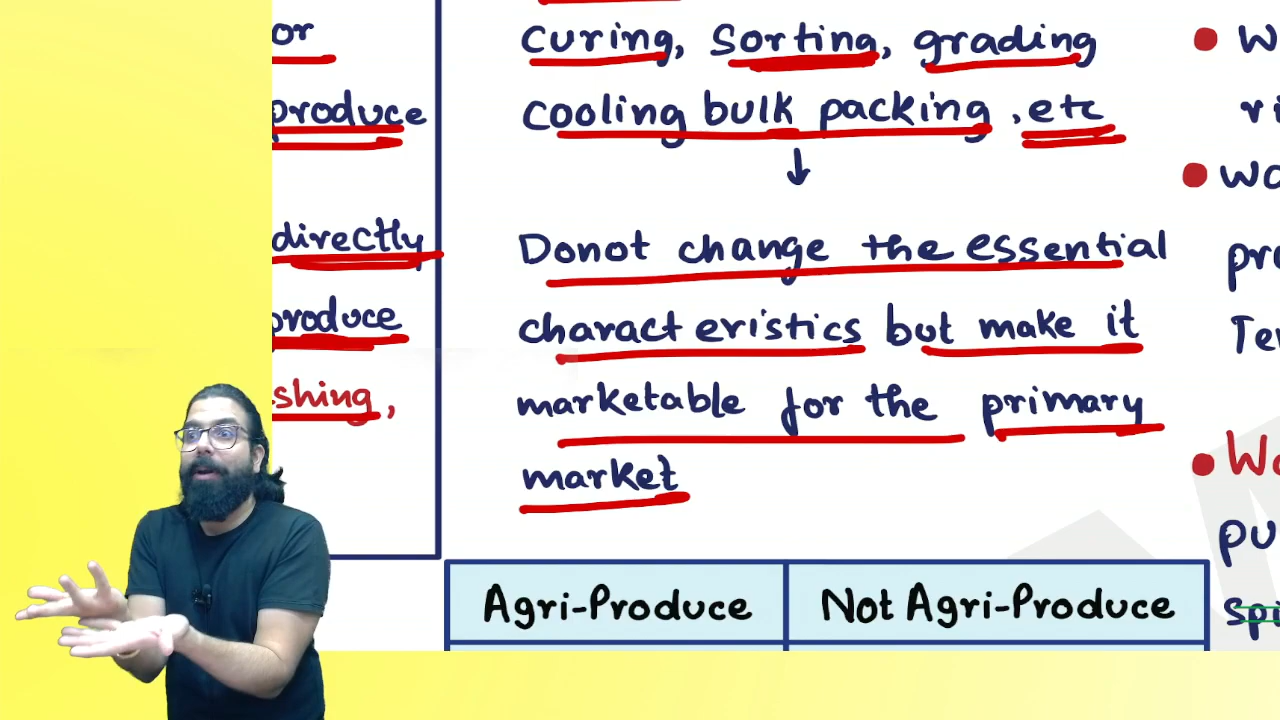 or
produce
directly
produce
shing,
curing, sorting, grading
cooling bulk packing, etc
↓
Donot change the essential
characteristics but make it
marketable for the primary
market
Agri-Produce
Not Agri-Produce